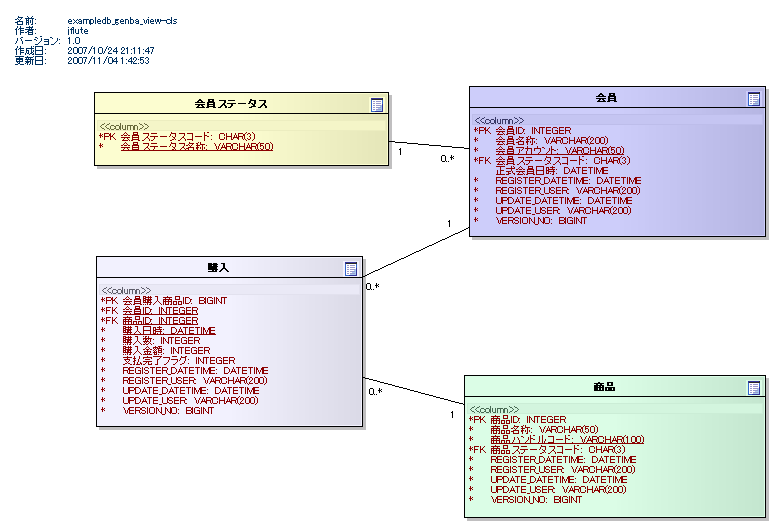 名前: exampledb_genba_view-cls
作者: jflute
バージョン: 1.0
作成日: 2007/10/24 21:11:47
更新日: 2007/11/04 1:42:53
会員ステータス
<<column>>
*PK 会員ステータスコード: CHAR(3)
* 会員ステータス名称: VARCHAR(50)
1
0..*
会員
<<column>>
*PK 会員ID: INTEGER
* 会員名称: VARCHAR(200)
* 会員アカウント: VARCHAR(50)
*FK 会員ステータスコード: CHAR(3)
正式会員日時: DATETIME
* REGISTER_DATETIME: DATETIME
* REGISTER_USER: VARCHAR(200)
* UPDATE_DATETIME: DATETIME
* UPDATE_USER: VARCHAR(200)
* VERSION_NO: BIGINT
1
0..*
購入
<<column>>
*PK 会員購入商品ID: BIGINT
*FK 会員ID: INTEGER
*FK 商品ID: INTEGER
* 購入日時: DATETIME
* 購入数: INTEGER
* 購入金額: INTEGER
* 支払完了フラグ: INTEGER
* REGISTER_DATETIME: DATETIME
* REGISTER_USER: VARCHAR(200)
* UPDATE_DATETIME: DATETIME
* UPDATE_USER: VARCHAR(200)
* VERSION_NO: BIGINT
0..*
1
商品
<<column>>
*PK 商品ID: INTEGER
* 商品名称: VARCHAR(50)
* 商品ハンドルコード: VARCHAR(100)
*FK 商品ステータスコード: CHAR(3)
* REGISTER_DATETIME: DATETIME
* REGISTER_USER: VARCHAR(200)
* UPDATE_DATETIME: DATETIME
* UPDATE_USER: VARCHAR(200)
* VERSION_NO: BIGINT